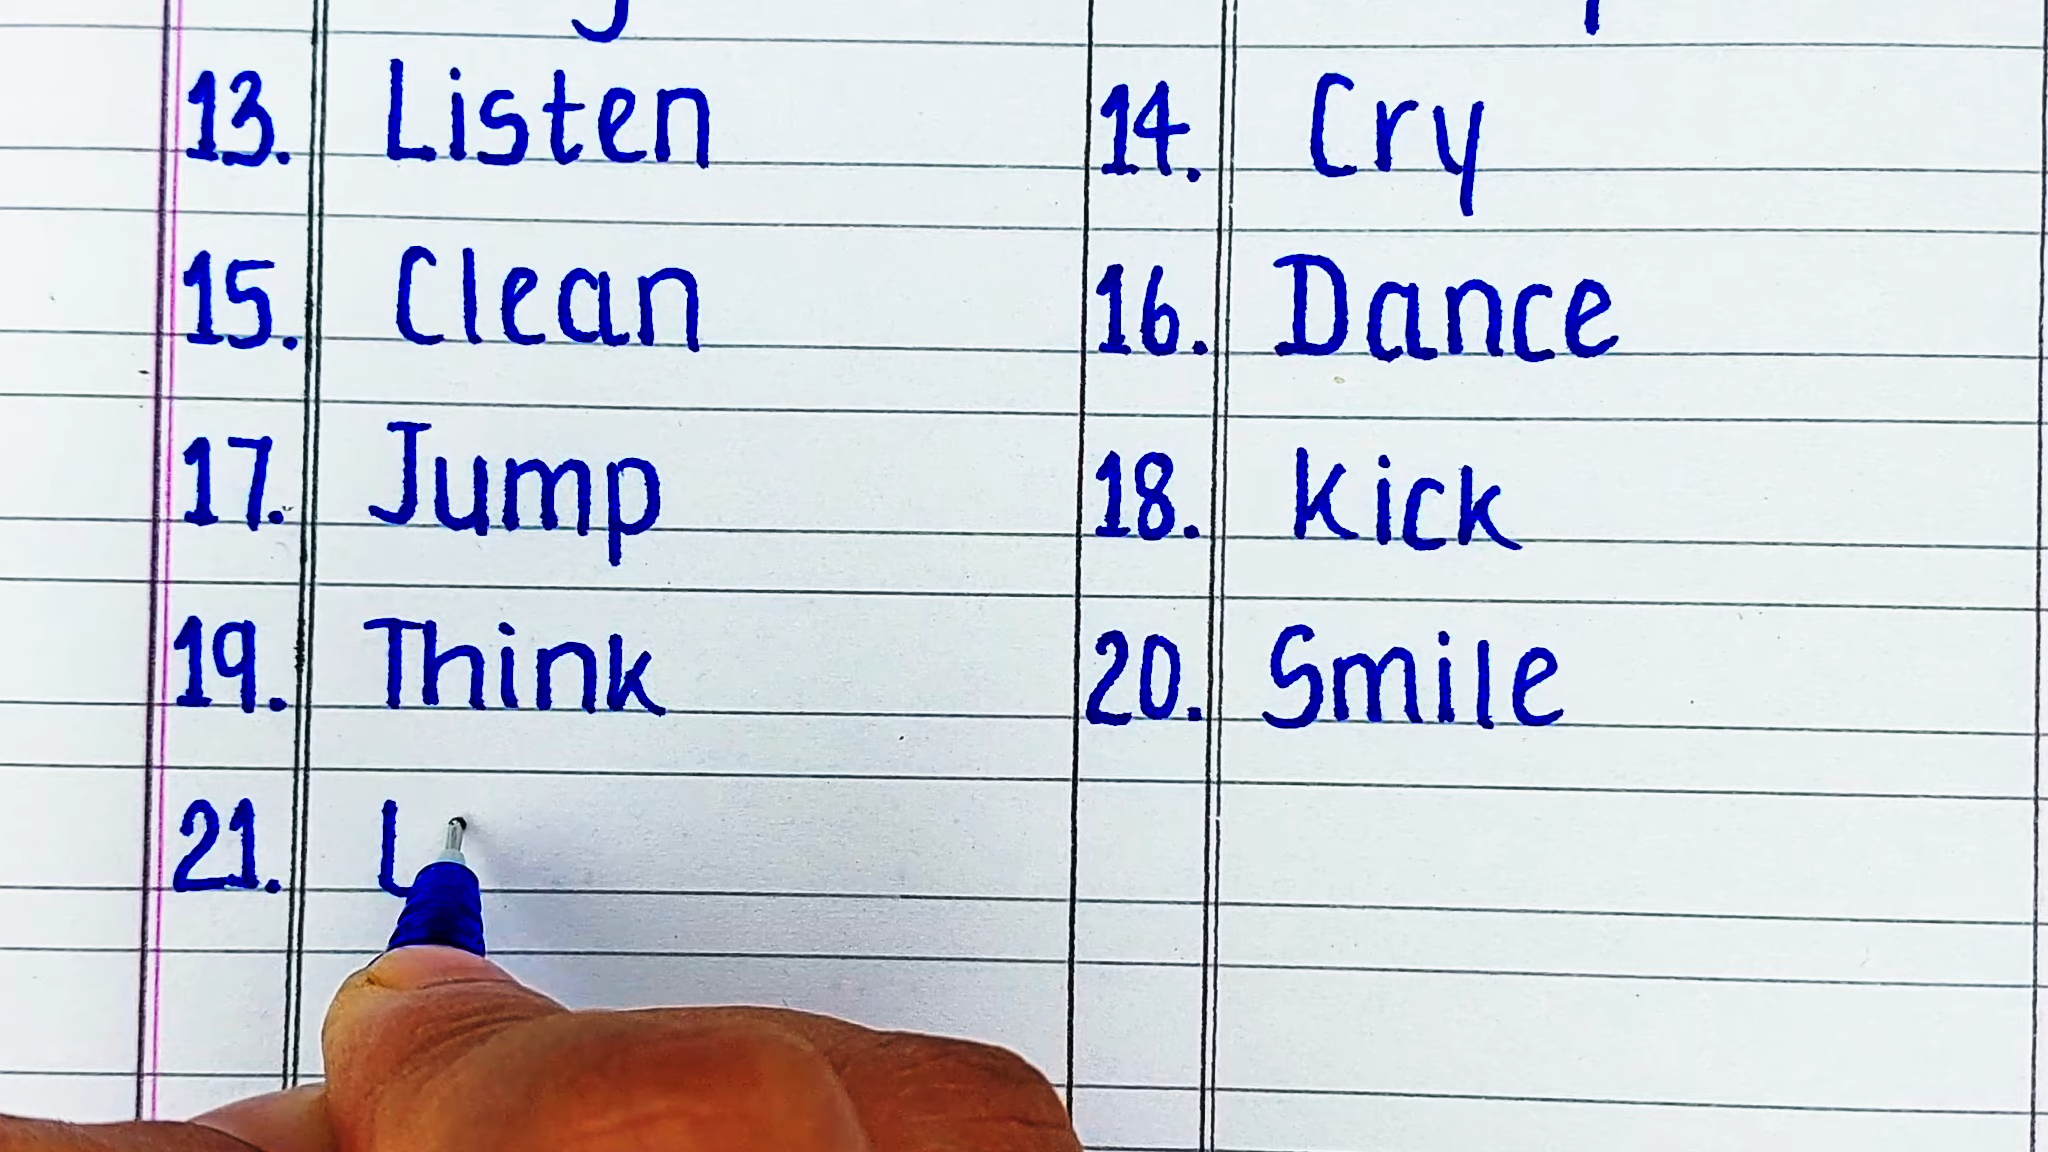 13. Listen 14. Cry
15. Clean 16. Dance
17. Jump 18. Kick
19. Think 20. Smile
21. L